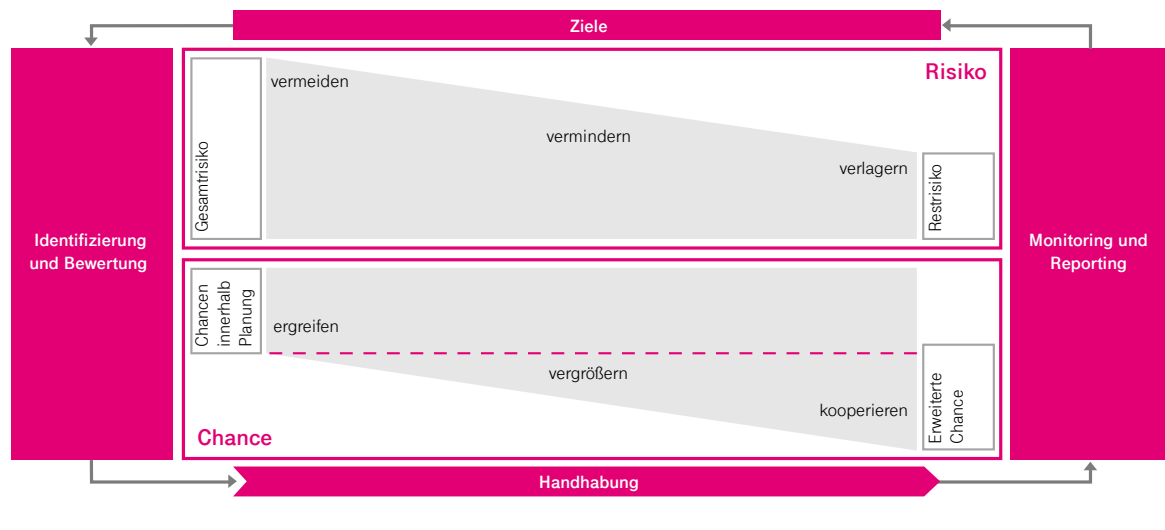 Ziele
Identifizierung
und Bewertung
Risiko
Gesamtrisiko
vermeiden
vermindern
verlagern
Restrisiko
Chancen
innerhalb
Planung
ergreifen
vergrößern
kooperieren
Erweiterte
Chance
Chance
Monitoring und
Reporting
Handhabung